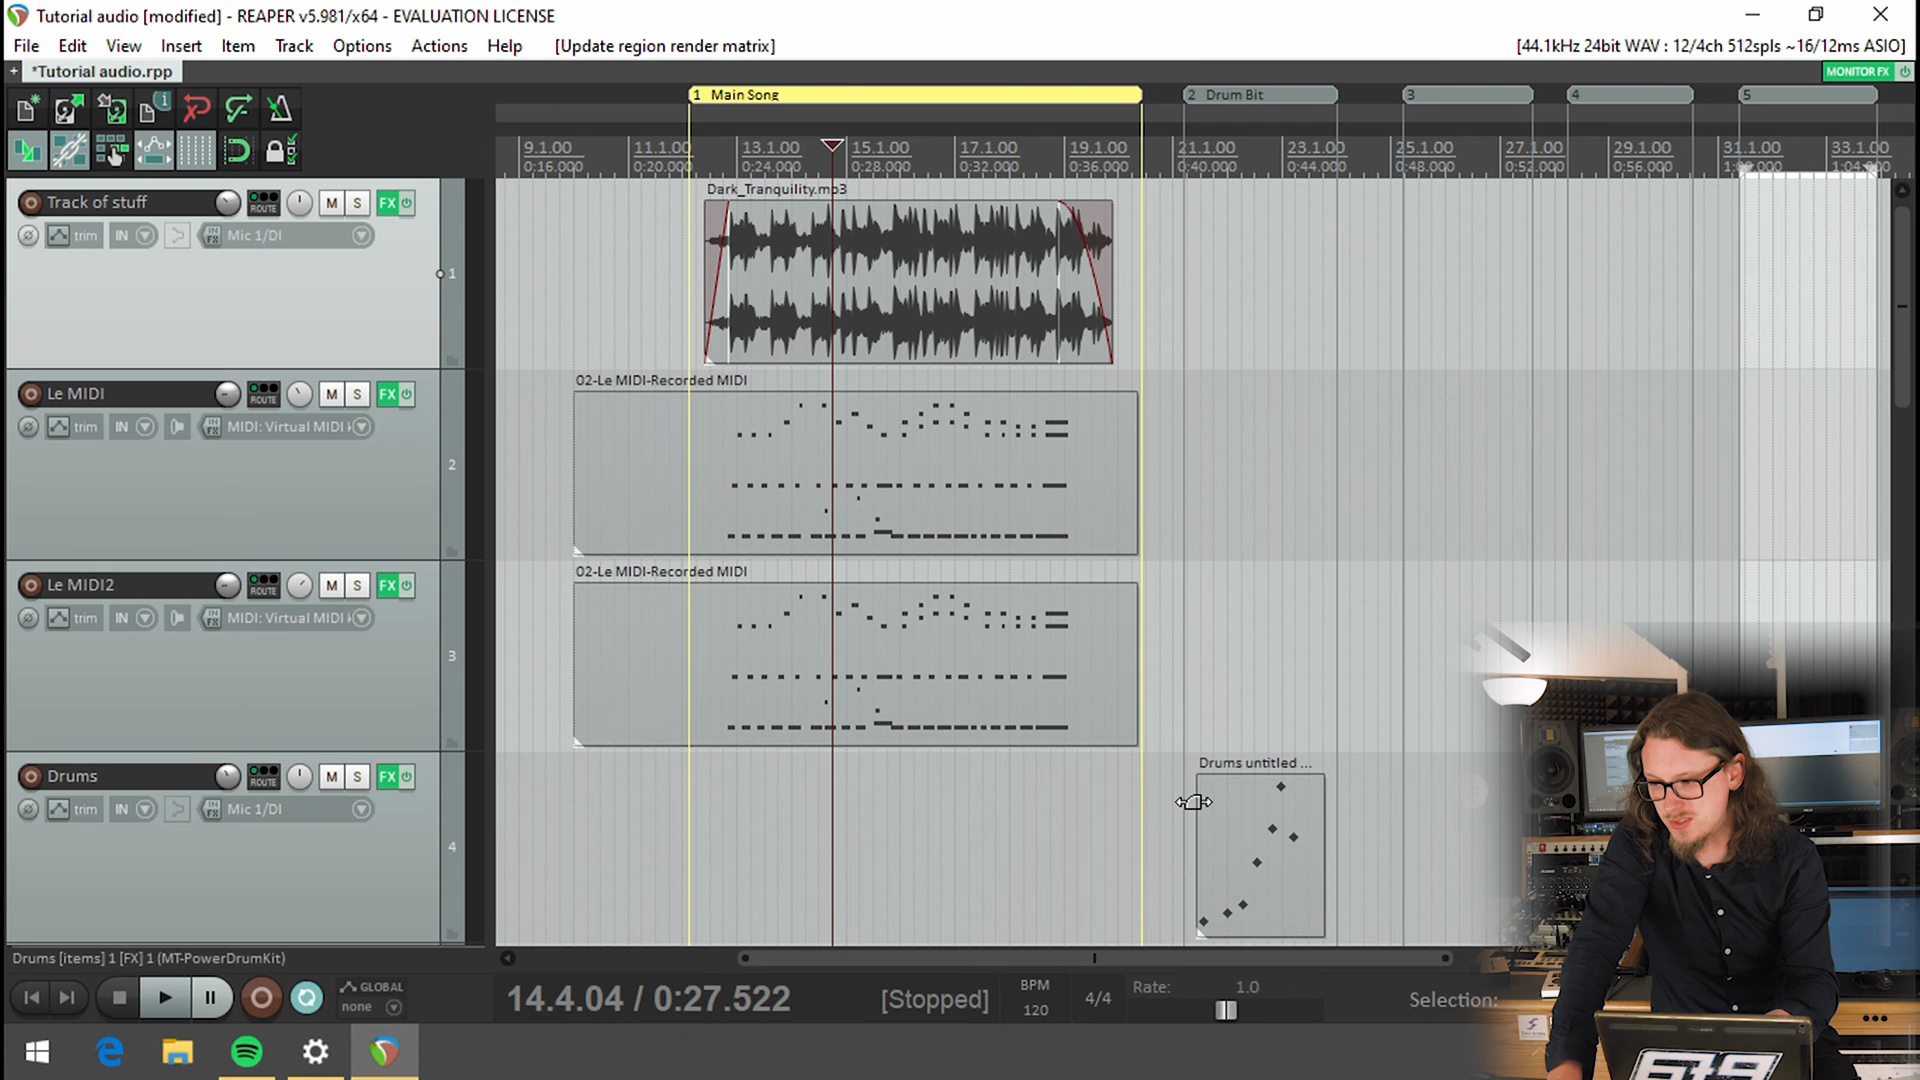 Tutorial audio [modified] - REAPER v5.981/x64 - EVALUATION LICENSE
File Edit View Insert Item Track Options Actions Help [Update region render matrix] [44.1kHz 24bit WAV : 12/4ch 512spls ~16/12ms ASIO]
+ *Tutorial audio.rpp MONITOR FX
1 Main Song 2 Drum Bit 3 4 5
9.1.00 11.1.00 13.1.00 15.1.00 17.1.00 19.1.00 21.1.00 23.1.00 25.1.00 27.1.00 29.1.00 31.1.00 33.1.00
0:16.000 0:20.000 0:24.000 0:28.000 0:32.000 0:36.000 0:40.000 0:44.000 0:48.000 0:52.000 0:56.000
Dark_Tranquility.mp3
Track of stuff ROUTE M S FX
trim IN IN FX Mic 1/DI
1
02-Le MIDI-Recorded MIDI
Le MIDI ROUTE M S FX
trim IN IN FX MIDI: Virtual MIDI
2
02-Le MIDI-Recorded MIDI
Le MIDI2 ROUTE M S FX
trim IN IN FX MIDI: Virtual MIDI
3
Drums untitled ...
Drums ROUTE M S FX
trim IN IN FX Mic 1/DI
4
Drums [items] 1 [FX] 1 (MT-PowerDrumKit)
GLOBAL
none
14.4.04 / 0:27.522 [Stopped]
BPM
120
4/4
Rate: 1.0
Selection: